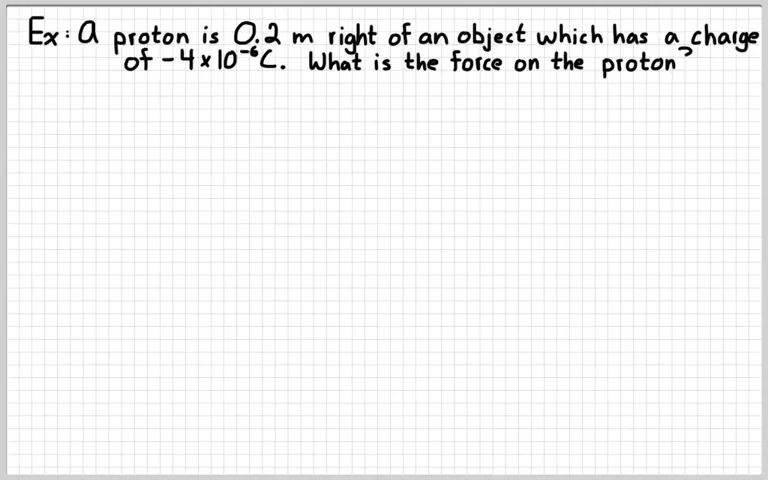 Ex: A proton is 0.2 m right of an object which has a charge
of -4 x 10⁻⁶C. What is the force on the proton?